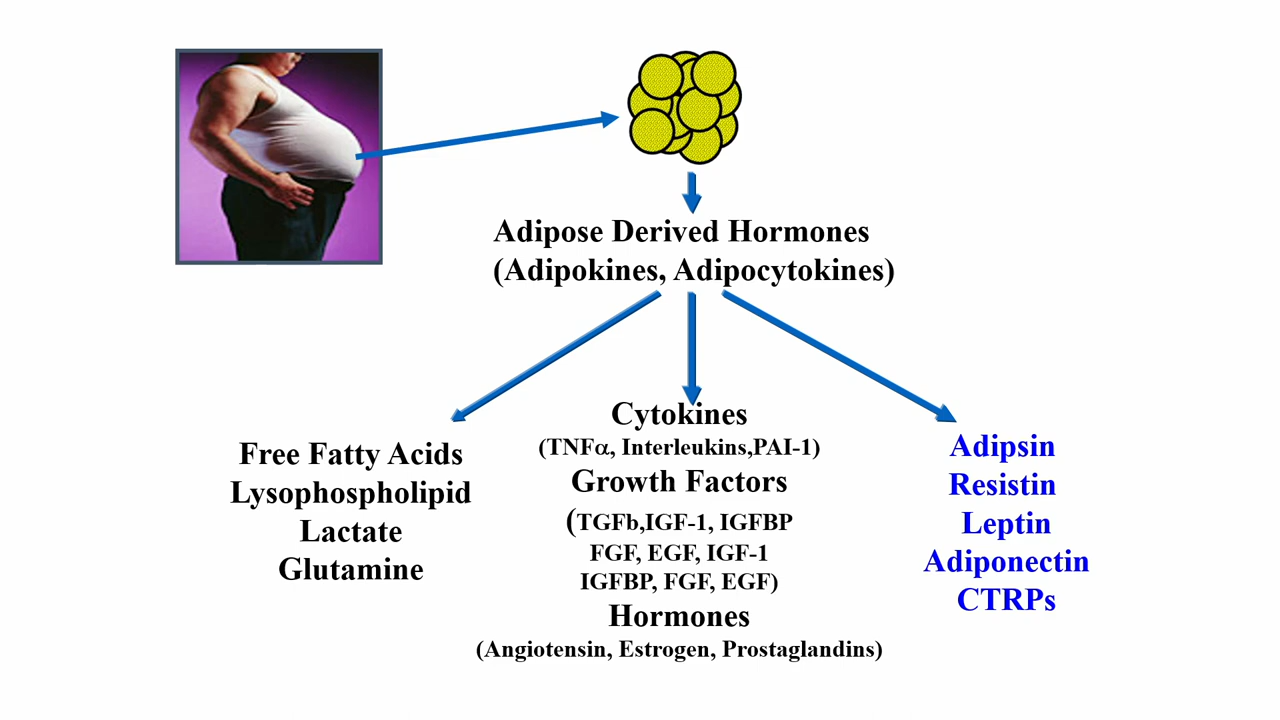 Adipose Derived Hormones
(Adipokines, Adipocytokines)
Free Fatty Acids
Lysophospholipid
Lactate
Glutamine
Cytokines
(TNFα, Interleukins,PAI-1)
Growth Factors
(TGFb,IGF-1, IGFBP
FGF, EGF, IGF-1
IGFBP, FGF, EGF)
Hormones
(Angiotensin, Estrogen, Prostaglandins)
Adipsin
Resistin
Leptin
Adiponectin
CTRPs